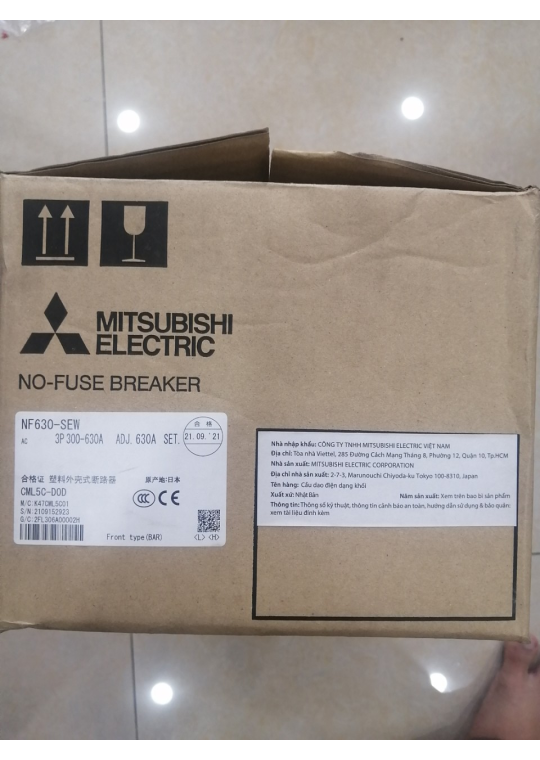 MITSUBISHI
ELECTRIC
NO-FUSE BREAKER
NF630-SEW
AC 3P 300-630A ADJ. 630A SET.
合格
21.09.'21
合格证 塑料外壳式断路器 原产地:日本
CML5C-D0D
CCC CE
M/C:K47CML5C01
S/N:2109152923
G/C:2FL306A00002H
Front type(BAR) <L> <H>
Nhà nhập khẩu: CÔNG TY TNHH MITSUBISHI ELECTRIC VIỆT NAM
Địa chỉ: Tòa nhà Viettel, 285 Đường Cách Mạng Tháng 8, Phường 12, Quận 10, Tp.HCM
Nhà sản xuất: MITSUBISHI ELECTRIC CORPORATION
Địa chỉ nhà sản xuất: 2-7-3, Marunouchi Chiyoda-ku Tokyo 100-8310, Japan
Tên hàng: Cầu dao điện dạng khối
Xuất xứ: Nhật Bản Năm sản xuất: Xem trên bao bì sản phẩm
Thông tin: Thông số kỹ thuật, thông tin cảnh báo an toàn, hướng dẫn sử dụng & bảo quản:
xem tài liệu đính kèm